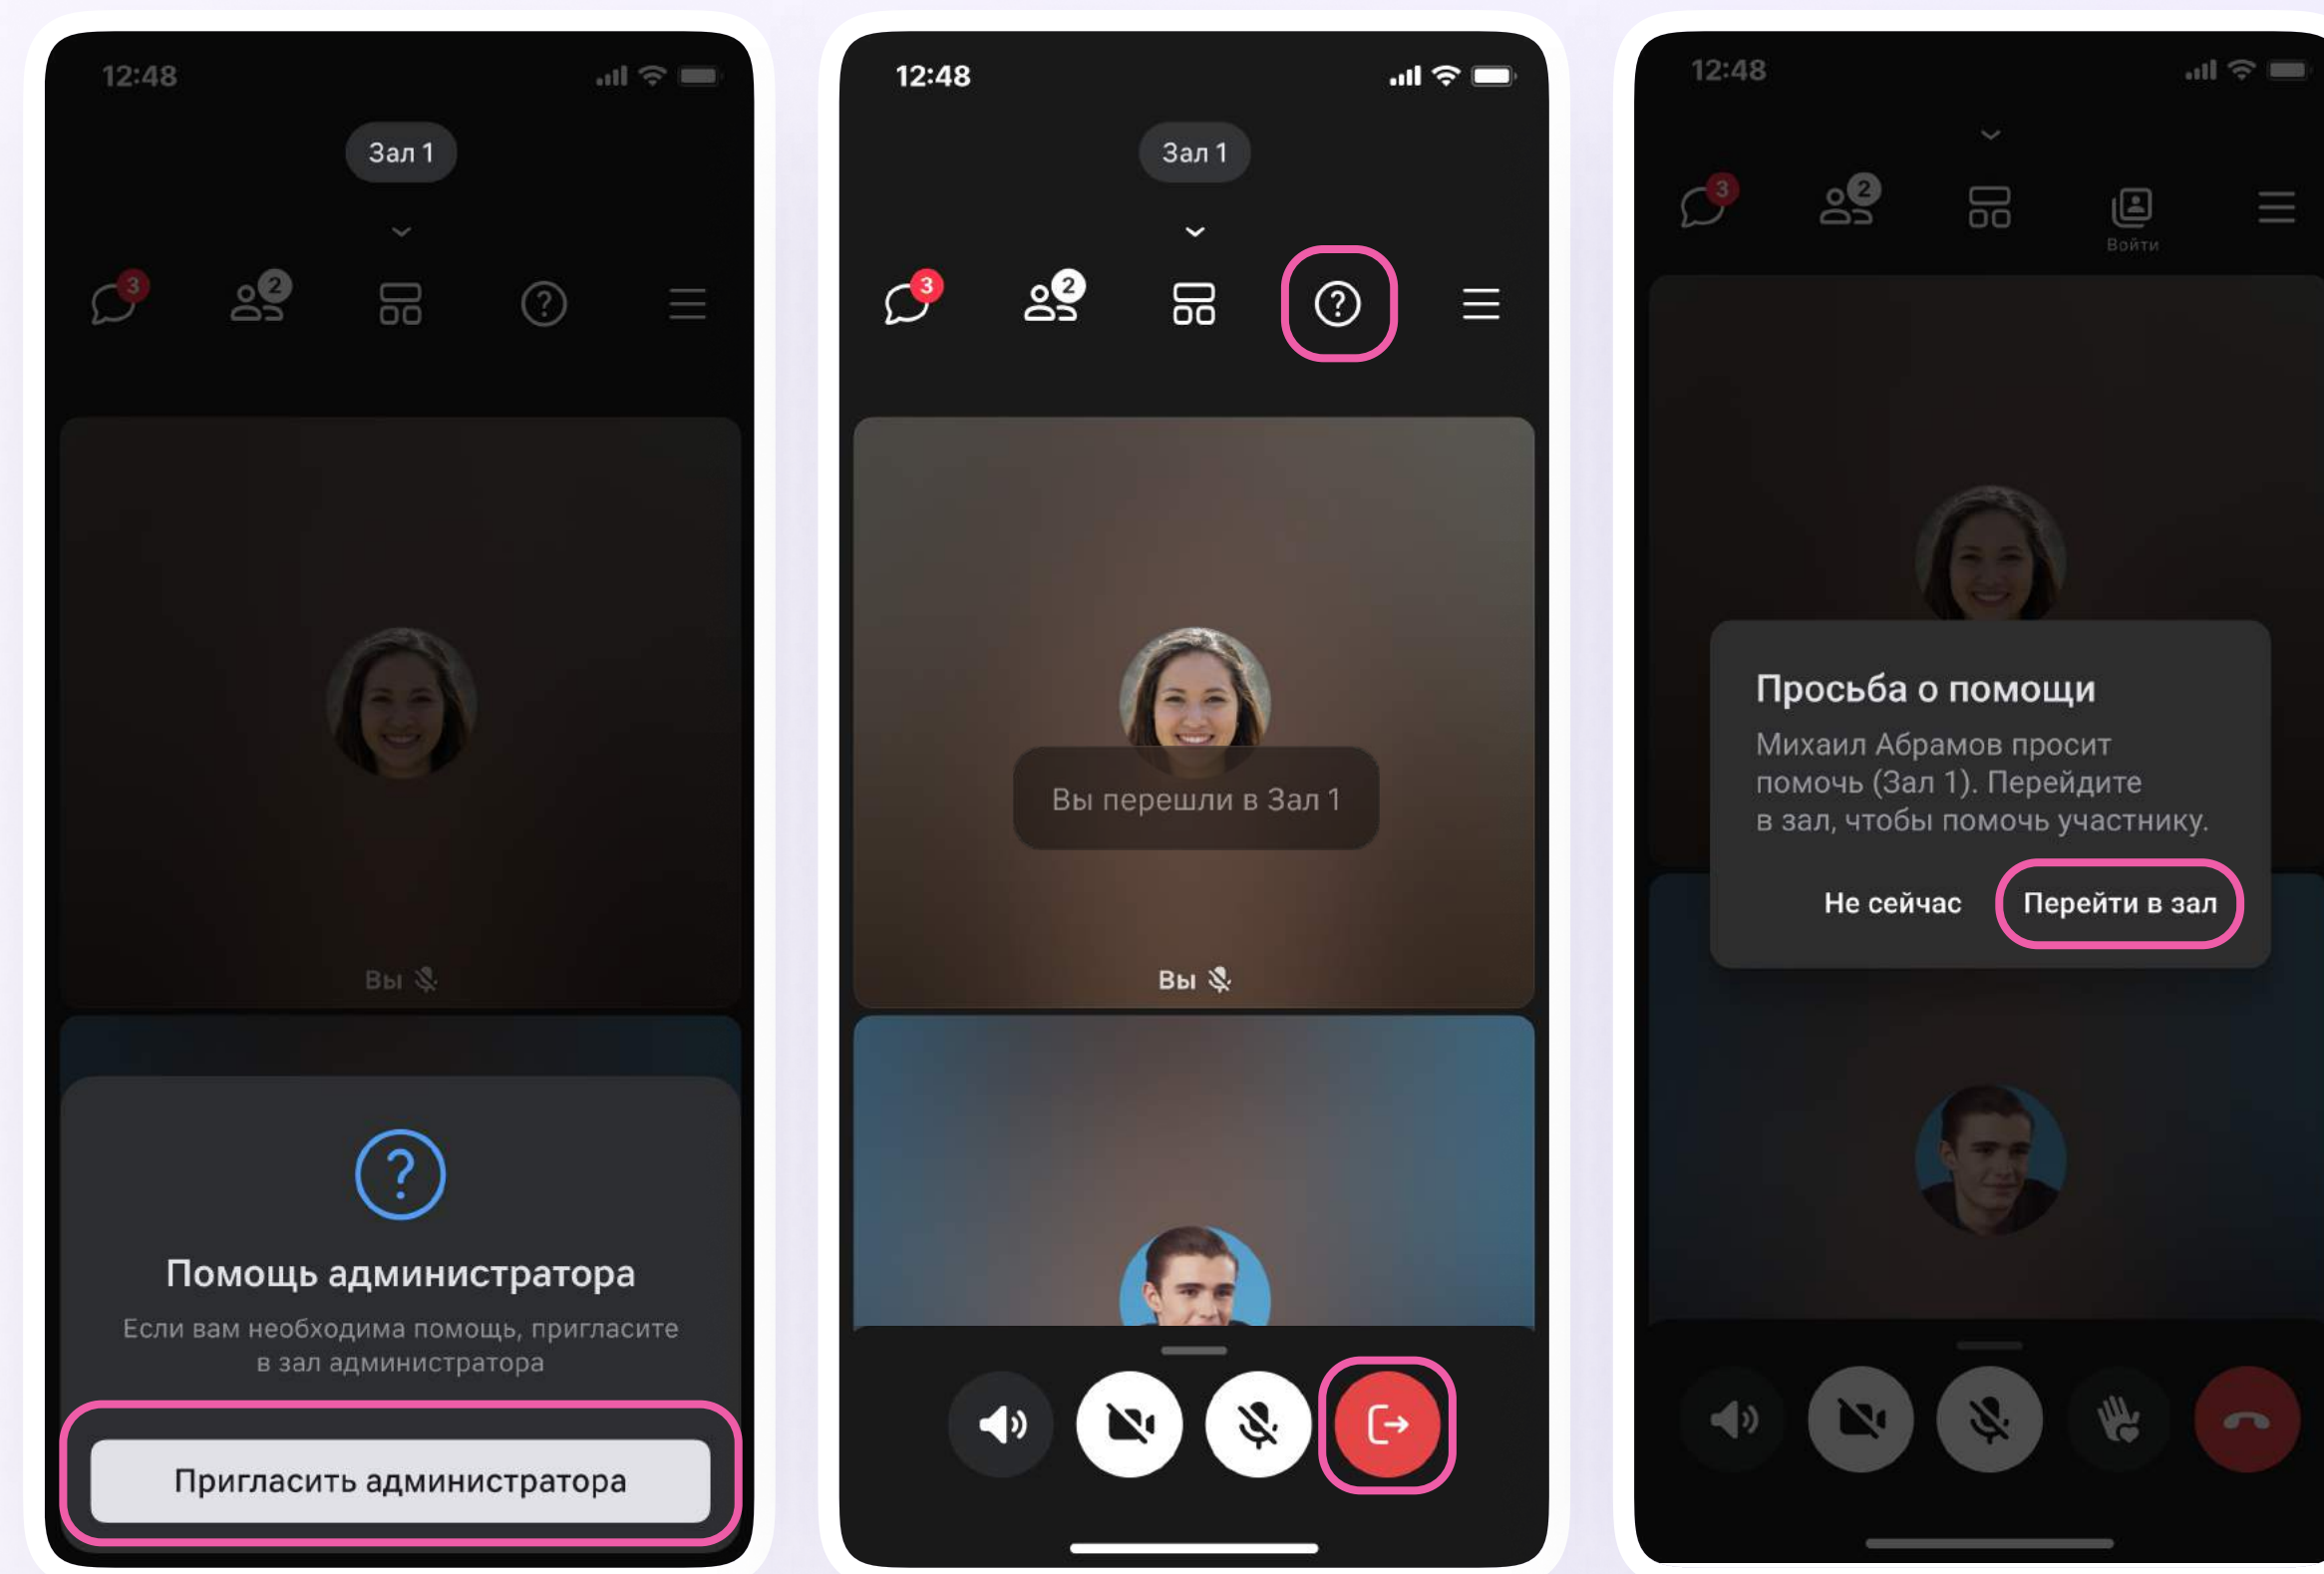 12:48
Зал 1
3
2
Вы
Помощь администратора
Если вам необходима помощь, пригласите
в зал администратора
Пригласить администратора
12:48
Зал 1
3
2
Вы перешли в Зал 1
Вы
12:48
3
2
Войти
Просьба о помощи
Михаил Абрамов просит
помочь (Зал 1). Перейдите
в зал, чтобы помочь участнику.
Не сейчас
Перейти в зал